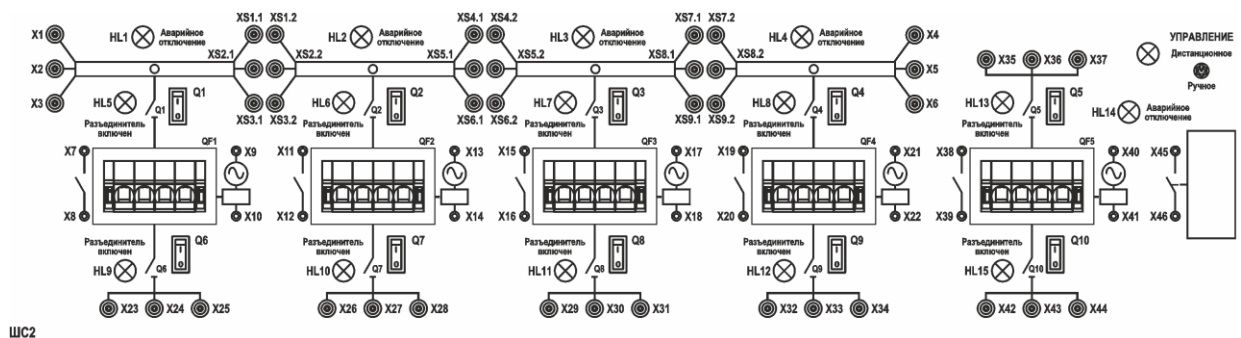 X1
X2
X3
HL1 Аварийное отключение
XS1.1 XS1.2
XS2.1 XS2.2
XS3.1 XS3.2
HL2 Аварийное отключение
XS4.1 XS4.2
XS5.1 XS5.2
XS6.1 XS6.2
HL3 Аварийное отключение
XS7.1 XS7.2
XS8.1 XS8.2
XS9.1 XS9.2
HL4 Аварийное отключение
X4
X5
X6
X35 X36 X37
УПРАВЛЕНИЕ
Дистанционное
Ручное
HL5 Q1 Q1
HL6 Q2 Q2
HL7 Q3 Q3
HL8 Q4 Q4
HL13 Q5 Q5
HL14 Аварийное отключение
Разъединитель включен
Разъединитель включен
Разъединитель включен
Разъединитель включен
Разъединитель включен
X7 QF1 X9
X11 QF2 X13
X15 QF3 X17
X19 QF4 X21
X38 QF5 X40
X45
X8 X10
X12 X14
X16 X18
X20 X22
X39 X41
X46
Разъединитель включен
Разъединитель включен
Разъединитель включен
Разъединитель включен
Разъединитель включен
HL9 Q6 Q6
HL10 Q7 Q7
HL11 Q8 Q8
HL12 Q9 Q9
HL15 Q10 Q10
X23 X24 X25
X26 X27 X28
X29 X30 X31
X32 X33 X34
X42 X43 X44
ШС2